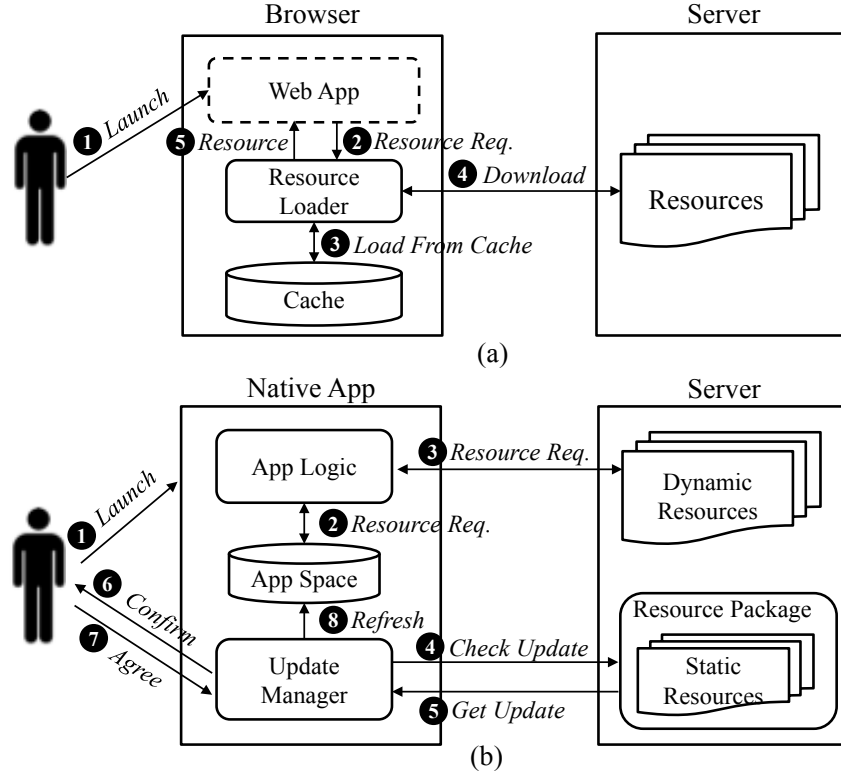 Browser
Server
Web App
1 Launch
5 Resource
2 Resource Req.
Resource
Loader
4 Download
Resources
3 Load From Cache
Cache
(a)
Native App
Server
App Logic
3 Resource Req.
Dynamic
Resources
1 Launch
2 Resource Req.
App Space
6 Confirm
8 Refresh
Resource Package
7 Agree
Update
Manager
4 Check Update
Static
Resources
5 Get Update
(b)